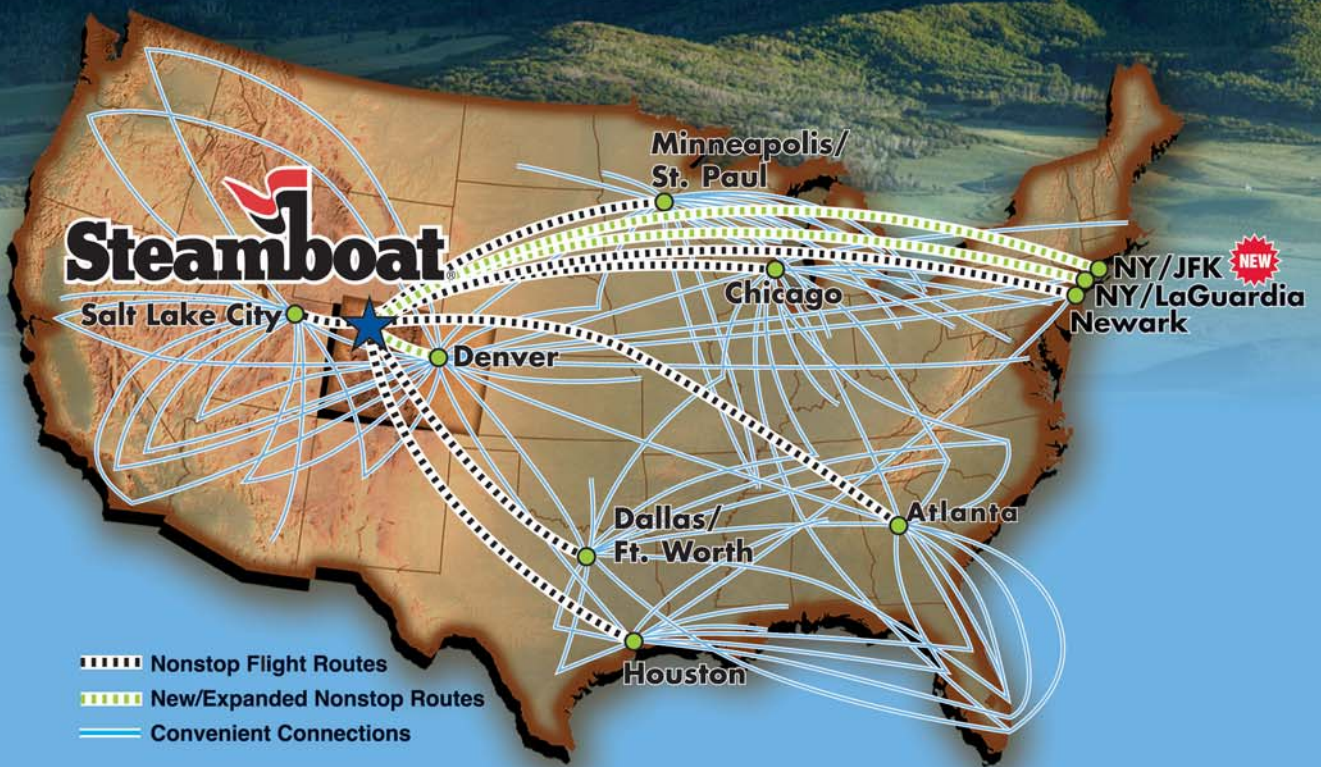 Minneapolis/
St. Paul
Steamboat®
NY/JFK NEW
NY/LaGuardia
Newark
Chicago
Salt Lake City
Denver
Dallas/
Ft. Worth
Atlanta
Houston
Nonstop Flight Routes
New/Expanded Nonstop Routes
Convenient Connections